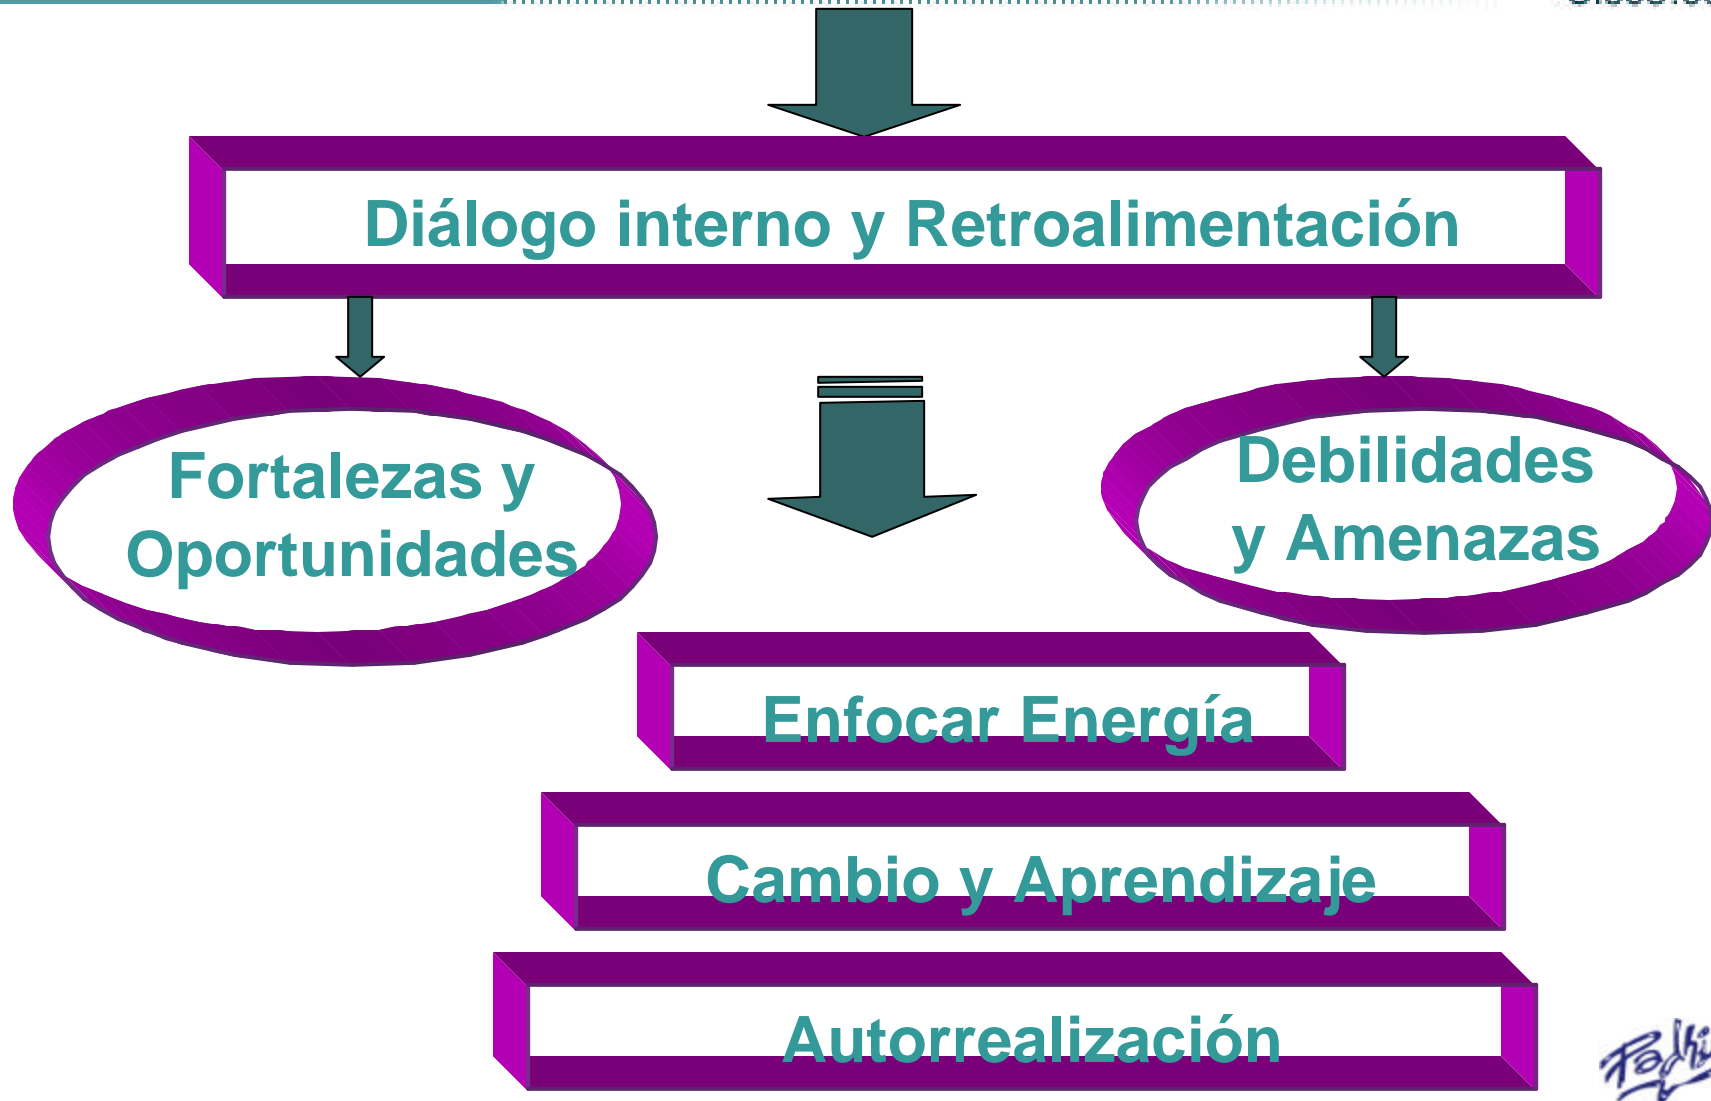 Diálogo interno y Retroalimentación
Fortalezas y
Oportunidades
Debilidades
y Amenazas
Enfocar Energía
Cambio y Aprendizaje
Autorrealización